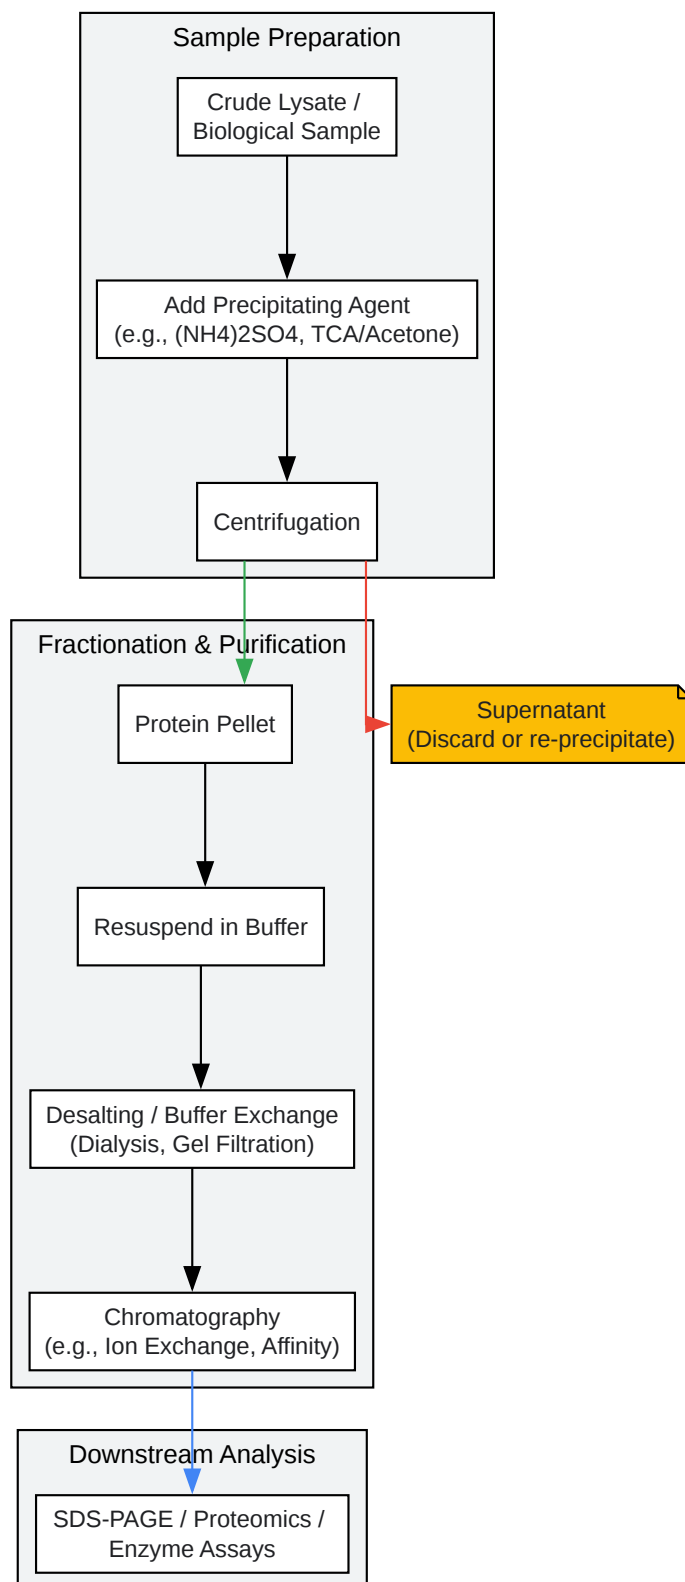 Sample Preparation
Crude Lysate /
Biological Sample
Add Precipitating Agent
(e.g., (NH4)2SO4, TCA/Acetone)
Centrifugation
Fractionation & Purification
Protein Pellet
Supernatant
(Discard or re-precipitate)
Resuspend in Buffer
Desalting / Buffer Exchange
(Dialysis, Gel Filtration)
Chromatography
(e.g., Ion Exchange, Affinity)
Downstream Analysis
SDS-PAGE / Proteomics /
Enzyme Assays